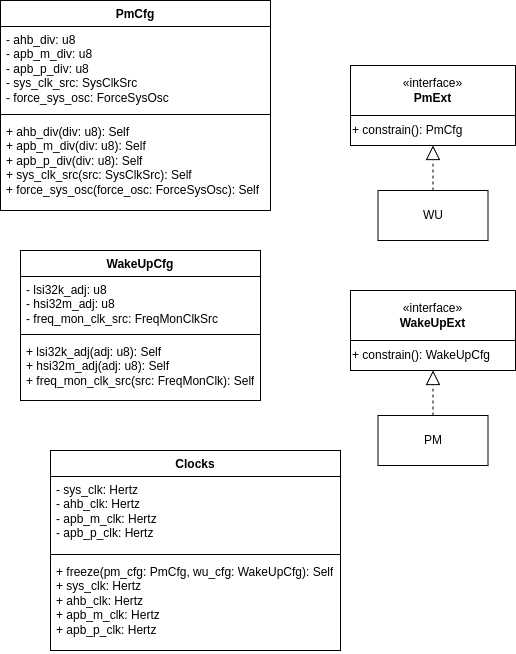 PmCfg
- ahb_div: u8
- apb_m_div: u8
- apb_p_div: u8
- sys_clk_src: SysClkSrc
- force_sys_osc: ForceSysOsc
+ ahb_div(div: u8): Self
+ apb_m_div(div: u8): Self
+ apb_p_div(div: u8): Self
+ sys_clk_src(src: SysClkSrc): Self
+ force_sys_osc(force_osc: ForceSysOsc): Self
«interface»
PmExt
+ constrain(): PmCfg
WU
WakeUpCfg
- lsi32k_adj: u8
- hsi32m_adj: u8
- freq_mon_clk_src: FreqMonClkSrc
+ lsi32k_adj(adj: u8): Self
+ hsi32m_adj(adj: u8): Self
+ freq_mon_clk_src(src: FreqMonClk): Self
«interface»
WakeUpExt
+ constrain(): WakeUpCfg
PM
Clocks
- sys_clk: Hertz
- ahb_clk: Hertz
- apb_m_clk: Hertz
- apb_p_clk: Hertz
+ freeze(pm_cfg: PmCfg, wu_cfg: WakeUpCfg): Self
+ sys_clk: Hertz
+ ahb_clk: Hertz
+ apb_m_clk: Hertz
+ apb_p_clk: Hertz